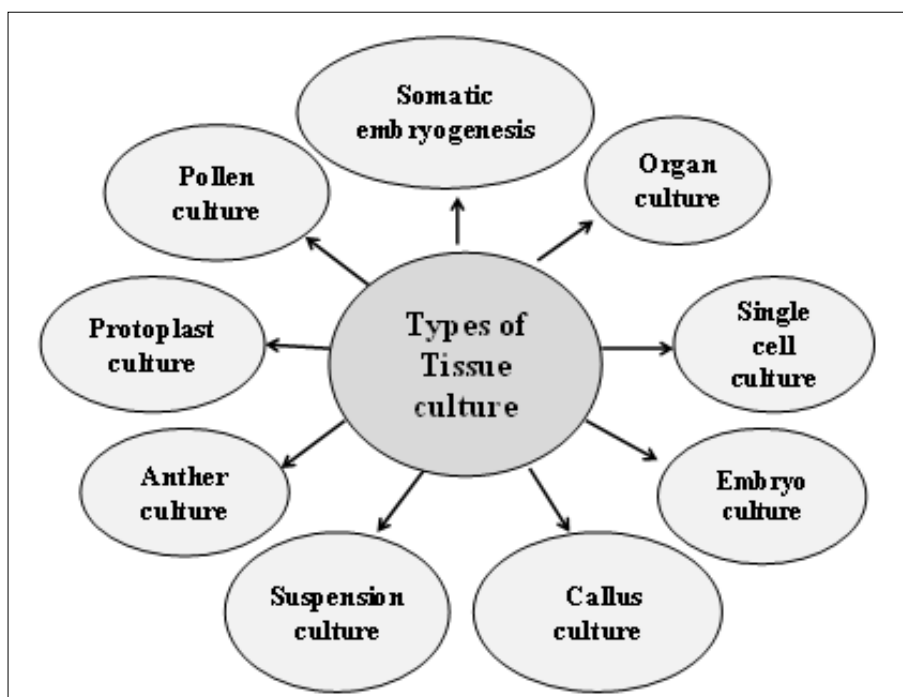 Somatic
embryogenesis
Organ
culture
Pollen
culture
Single
cell
culture
Types of
Tissue
culture
Protoplast
culture
Embryo
culture
Anther
culture
Suspension
culture
Callus
culture